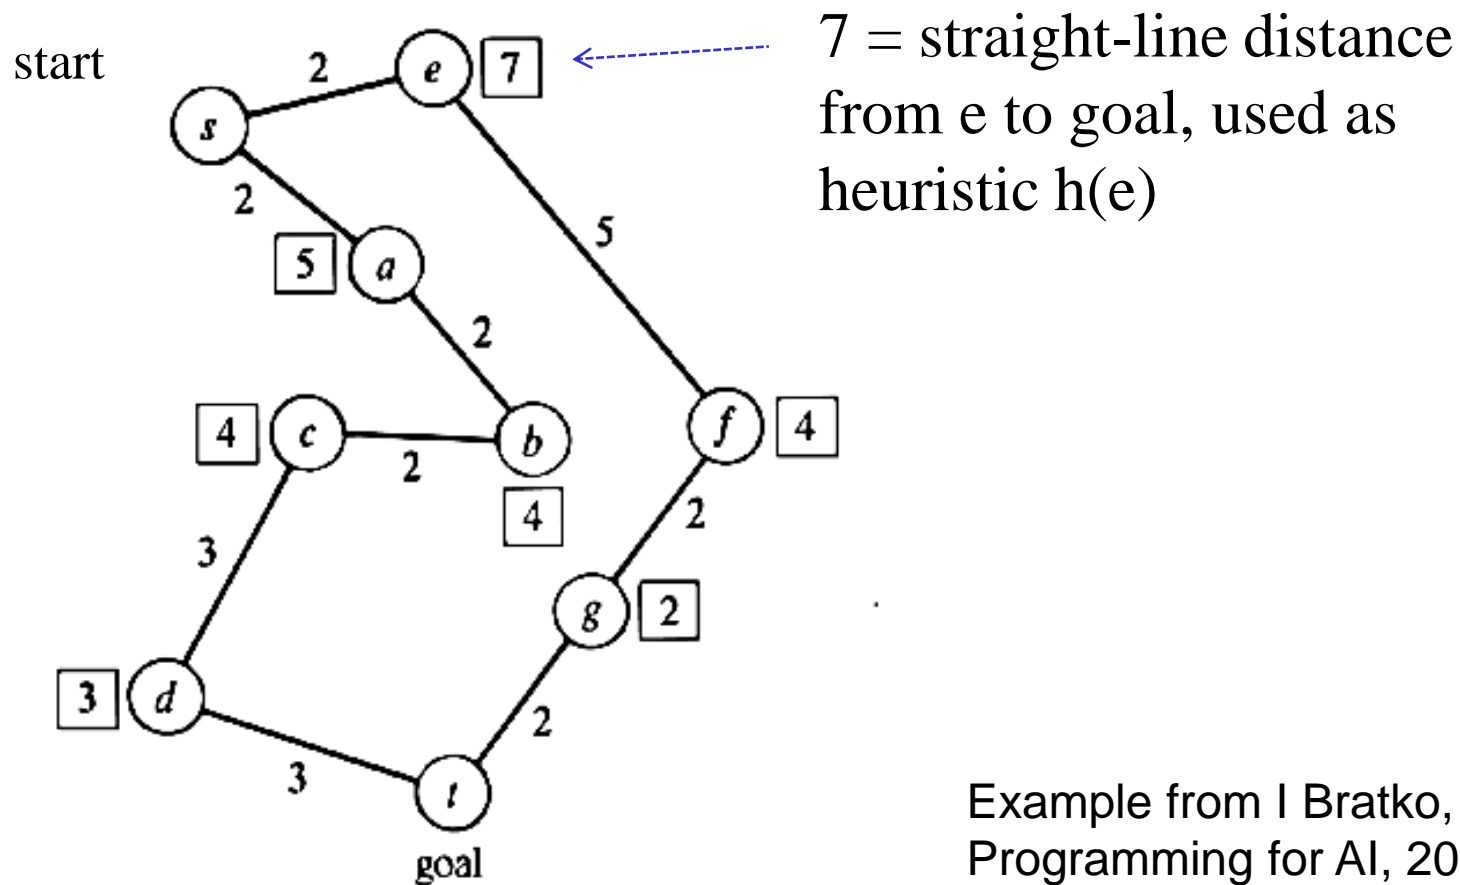 start
7 = straight-line distance
from e to goal, used as
heuristic h(e)
2
e
7
s
2
5
a
5
2
4
c
2
b
4
f
4
3
2
g
2
3
d
3
2
t
goal
Example from I Bratko,
Programming for AI, 20